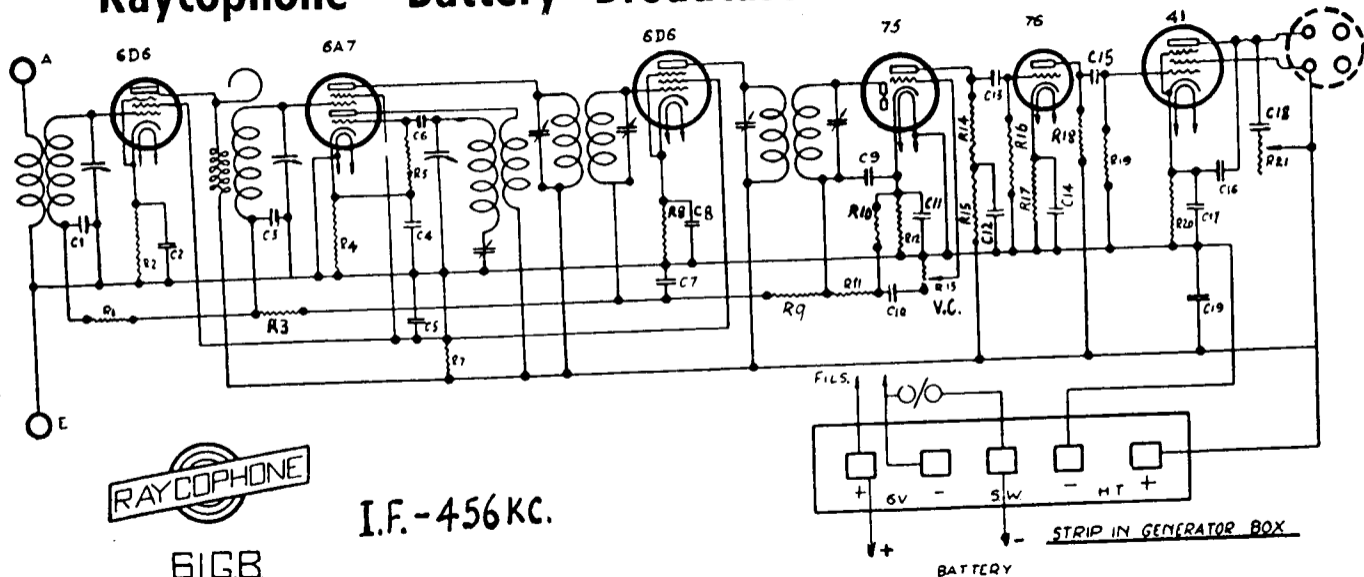 Raycophone Battery
6D6
6A7
6D6
75
76
41
A
C1
R2
C2
C3
R4
R5
C6
C4
C5
R7
R8
C8
C7
C9
R10
R12
C11
R13
V.C.
R14
C13
R15
C12
R16
R17
C14
R18
C15
R19
R20
C17
C16
C18
R21
C19
R1
R3
R9
R11
C10
E
FILS.
+ 6V - S.W. - HT +
+ -
BATTERY
STRIP IN GENERATOR BOX
RAYCOPHONE
I.F. - 456 KC.
61GB